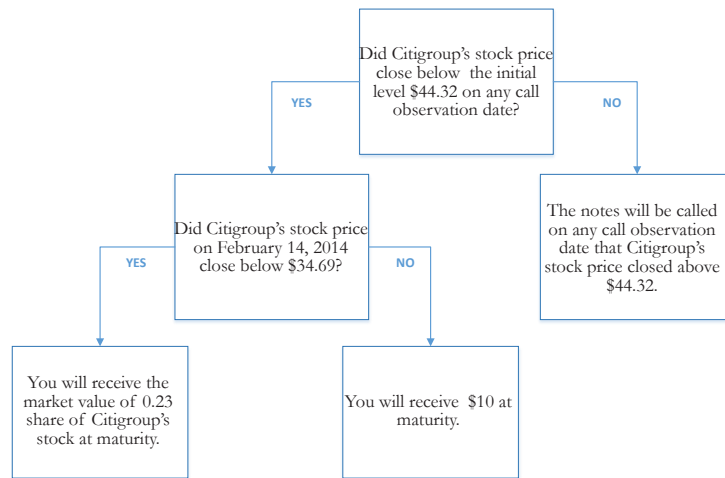 Did Citigroup's stock price
close below the initial
level $44.32 on any call
observation date?
YES
NO
Did Citigroup's stock price
on February 14, 2014
close below $34.69?
The notes will be called
on any call observation
date that Citigroup's
stock price closed above
$44.32.
YES
NO
You will receive the
market value of 0.23
share of Citigroup's
stock at maturity.
You will receive $10 at
maturity.